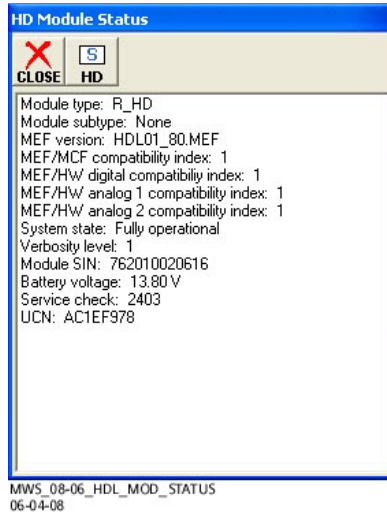 HD Module Status
CLOSE
S
HD
Module type: R_HD
Module subtype: None
MEF version: HDL01_80.MEF
MEF/MCF compatibility index: 1
MEF/HW digital compatibiliy index: 1
MEF/HW analog 1 compatibiliy index: 1
MEF/HW analog 2 compatibiliy index: 1
System state: Fully operational
Verbosity level: 1
Module SIN: 762010020616
Battery voltage: 13.80 V
Service check: 2403
UCN: AC1EF978
MWS_08-06_HDL_MOD_STATUS
06-04-08